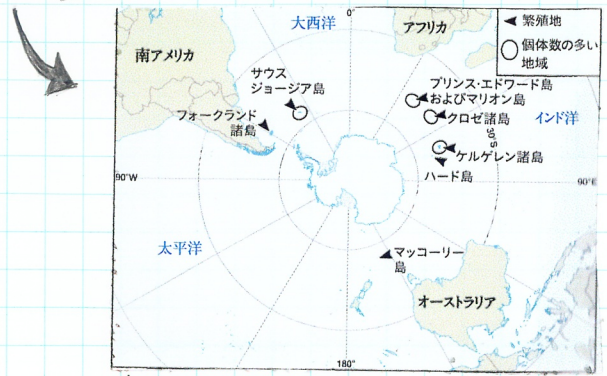 0°
大西洋
アフリカ
繁殖地
個体数の多い
地域
南アメリカ
サウス
ジョージア島
フォークランド
諸島
プリンス・エドワード島
およびマリオン島
クロゼ諸島
インド洋
30°S
ケルゲレン諸島
ハード島
90°W
90°E
太平洋
マッコーリー
島
オーストラリア
180°